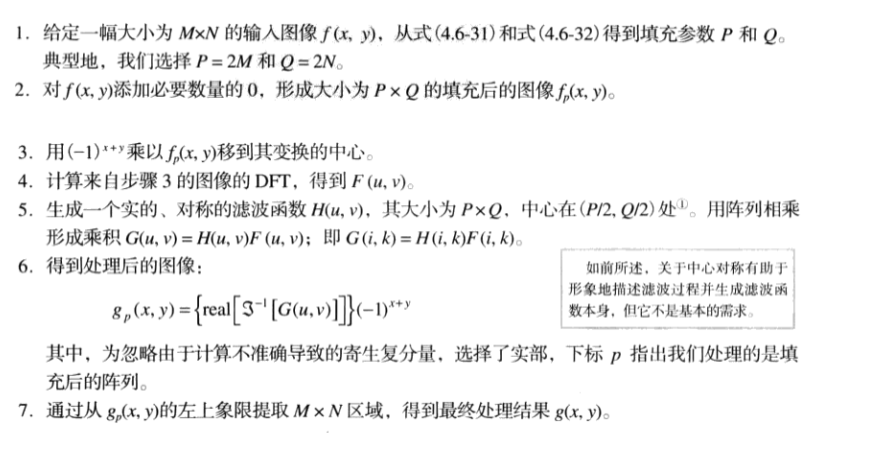 1. 给定一幅大小为 M×N 的输入图像 f (x, y)，从式(4.6-31)和式(4.6-32)得到填充参数 P 和 Q。
典型地，我们选择 P = 2M 和 Q = 2N。
2. 对 f (x, y)添加必要数量的 0，形成大小为 P × Q 的填充后的图像 fₚ(x, y)。
3. 用(−1)ˣ⁺ʸ乘以 fₚ(x, y)移到其变换的中心。
4. 计算来自步骤 3 的图像的 DFT，得到 F (u, v)。
5. 生成一个实的、对称的滤波函数 H(u, v)，其大小为 P×Q，中心在(P/2, Q/2)处①。用阵列相乘
形成乘积 G(u, v) = H(u, v)F (u, v)；即 G(i, k) = H(i, k)F(i, k)。
6. 得到处理后的图像：
gₚ(x, y) = {real[ℑ⁻¹[G(u, v)]]}(−1)ˣ⁺ʸ
如前所述，关于中心对称有助于
形象地描述滤波过程并生成滤波函
数本身，但它不是基本的需求。
其中，为忽略由于计算不准确导致的寄生复分量，选择了实部，下标 p 指出我们处理的是填
充后的阵列。
7. 通过从 gₚ(x, y)的左上象限提取 M × N 区域，得到最终处理结果 g(x, y)。